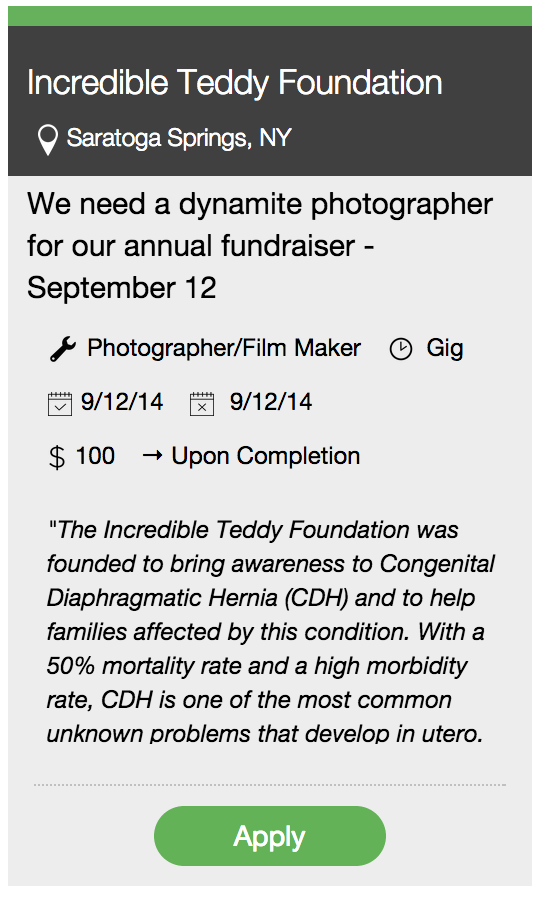 Incredible Teddy Foundation
Saratoga Springs, NY
We need a dynamite photographer
for our annual fundraiser -
September 12
Photographer/Film Maker Gig
9/12/14 9/12/14
$ 100 → Upon Completion
"The Incredible Teddy Foundation was
founded to bring awareness to Congenital
Diaphragmatic Hernia (CDH) and to help
families affected by this condition. With a
50% mortality rate and a high morbidity
rate, CDH is one of the most common
unknown problems that develop in utero.
Apply